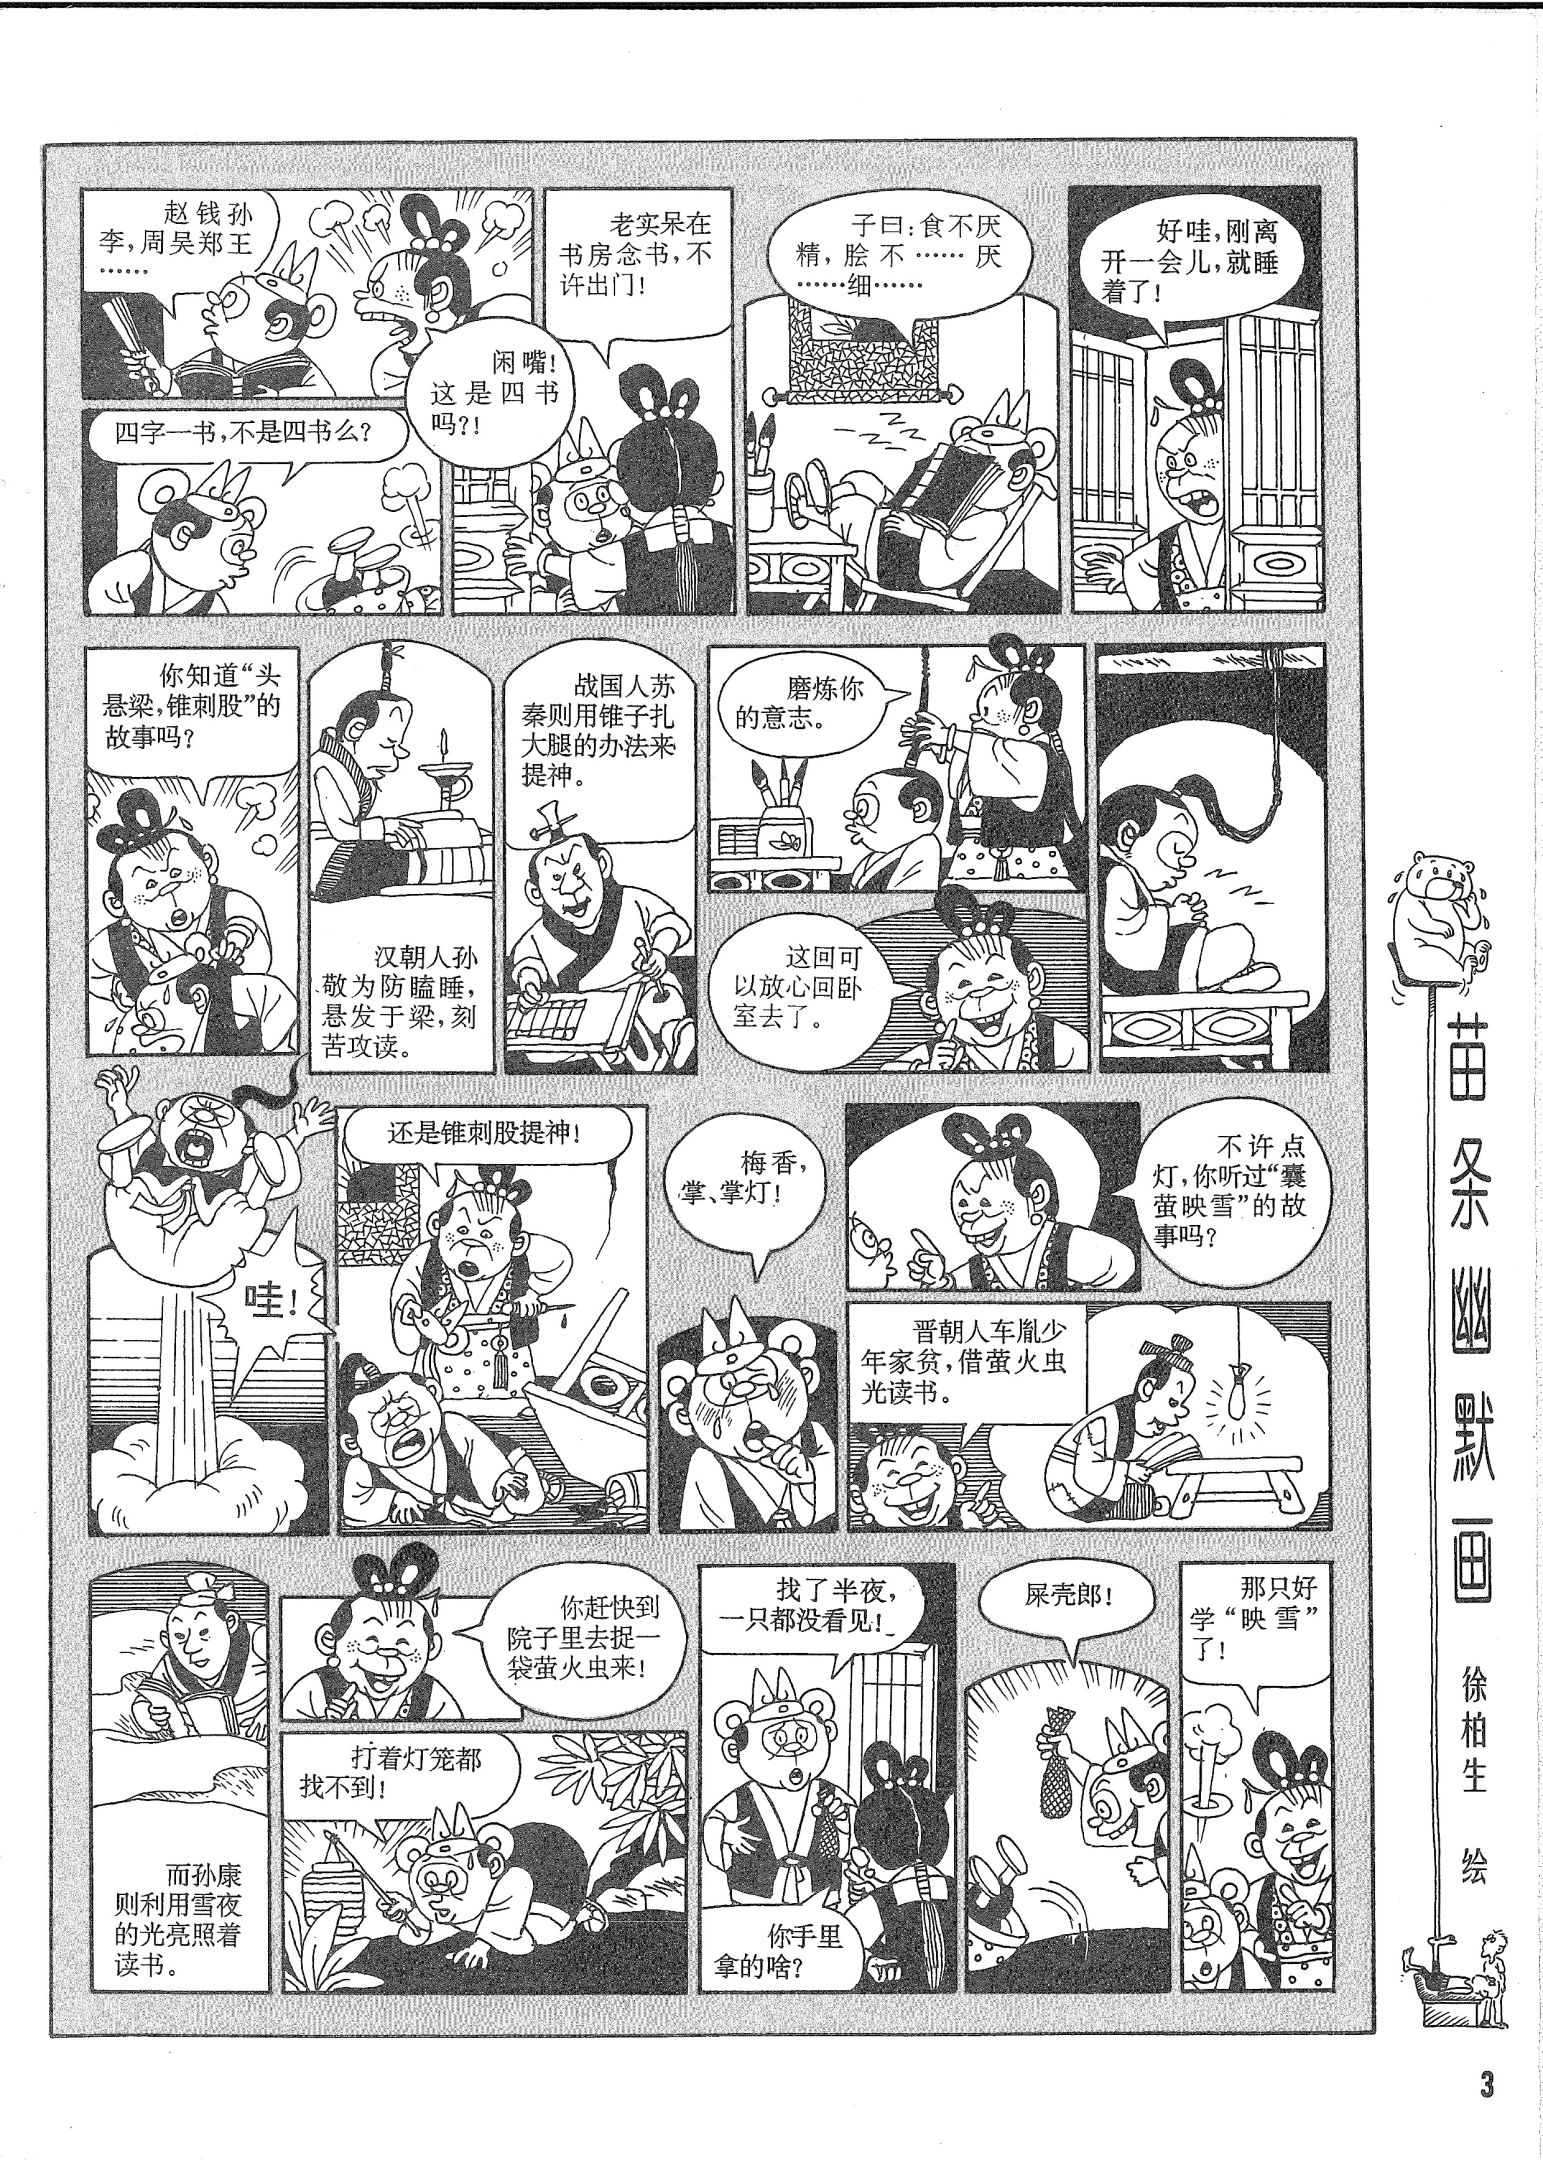 赵钱孙
李，周吴郑王
……
闲嘴！
这是四书
吗？！
四字一书，不是四书么？
老实呆在
书房念书，不
许出门！
子曰：食不厌
精，脍不……厌
……细……
好哇，刚离
开一会儿，就睡
着了！
你知道“头
悬梁，锥刺股”的
故事吗？
汉朝人孙
敬为防瞌睡，
悬发于梁，刻
苦攻读。
战国人苏
秦则用锥子扎
大腿的办法来
提神。
磨炼你
的意志。
这回可
以放心回卧
室去了。
哇！
还是锥刺股提神！
梅香，
掌、掌灯！
不许点
灯，你听过“囊
萤映雪”的故
事吗？
晋朝人车胤少
年家贫，借萤火虫
光读书。
而孙康
则利用雪夜
的光亮照着
读书。
你赶快到
院子里去捉一
袋萤火虫来！
打着灯笼都
找不到！
找了半夜，
一只都没看见！
你手里
拿的啥？
屎壳郎！
那只好
学“映雪”
了！
苗条幽默画
徐柏生 绘
3